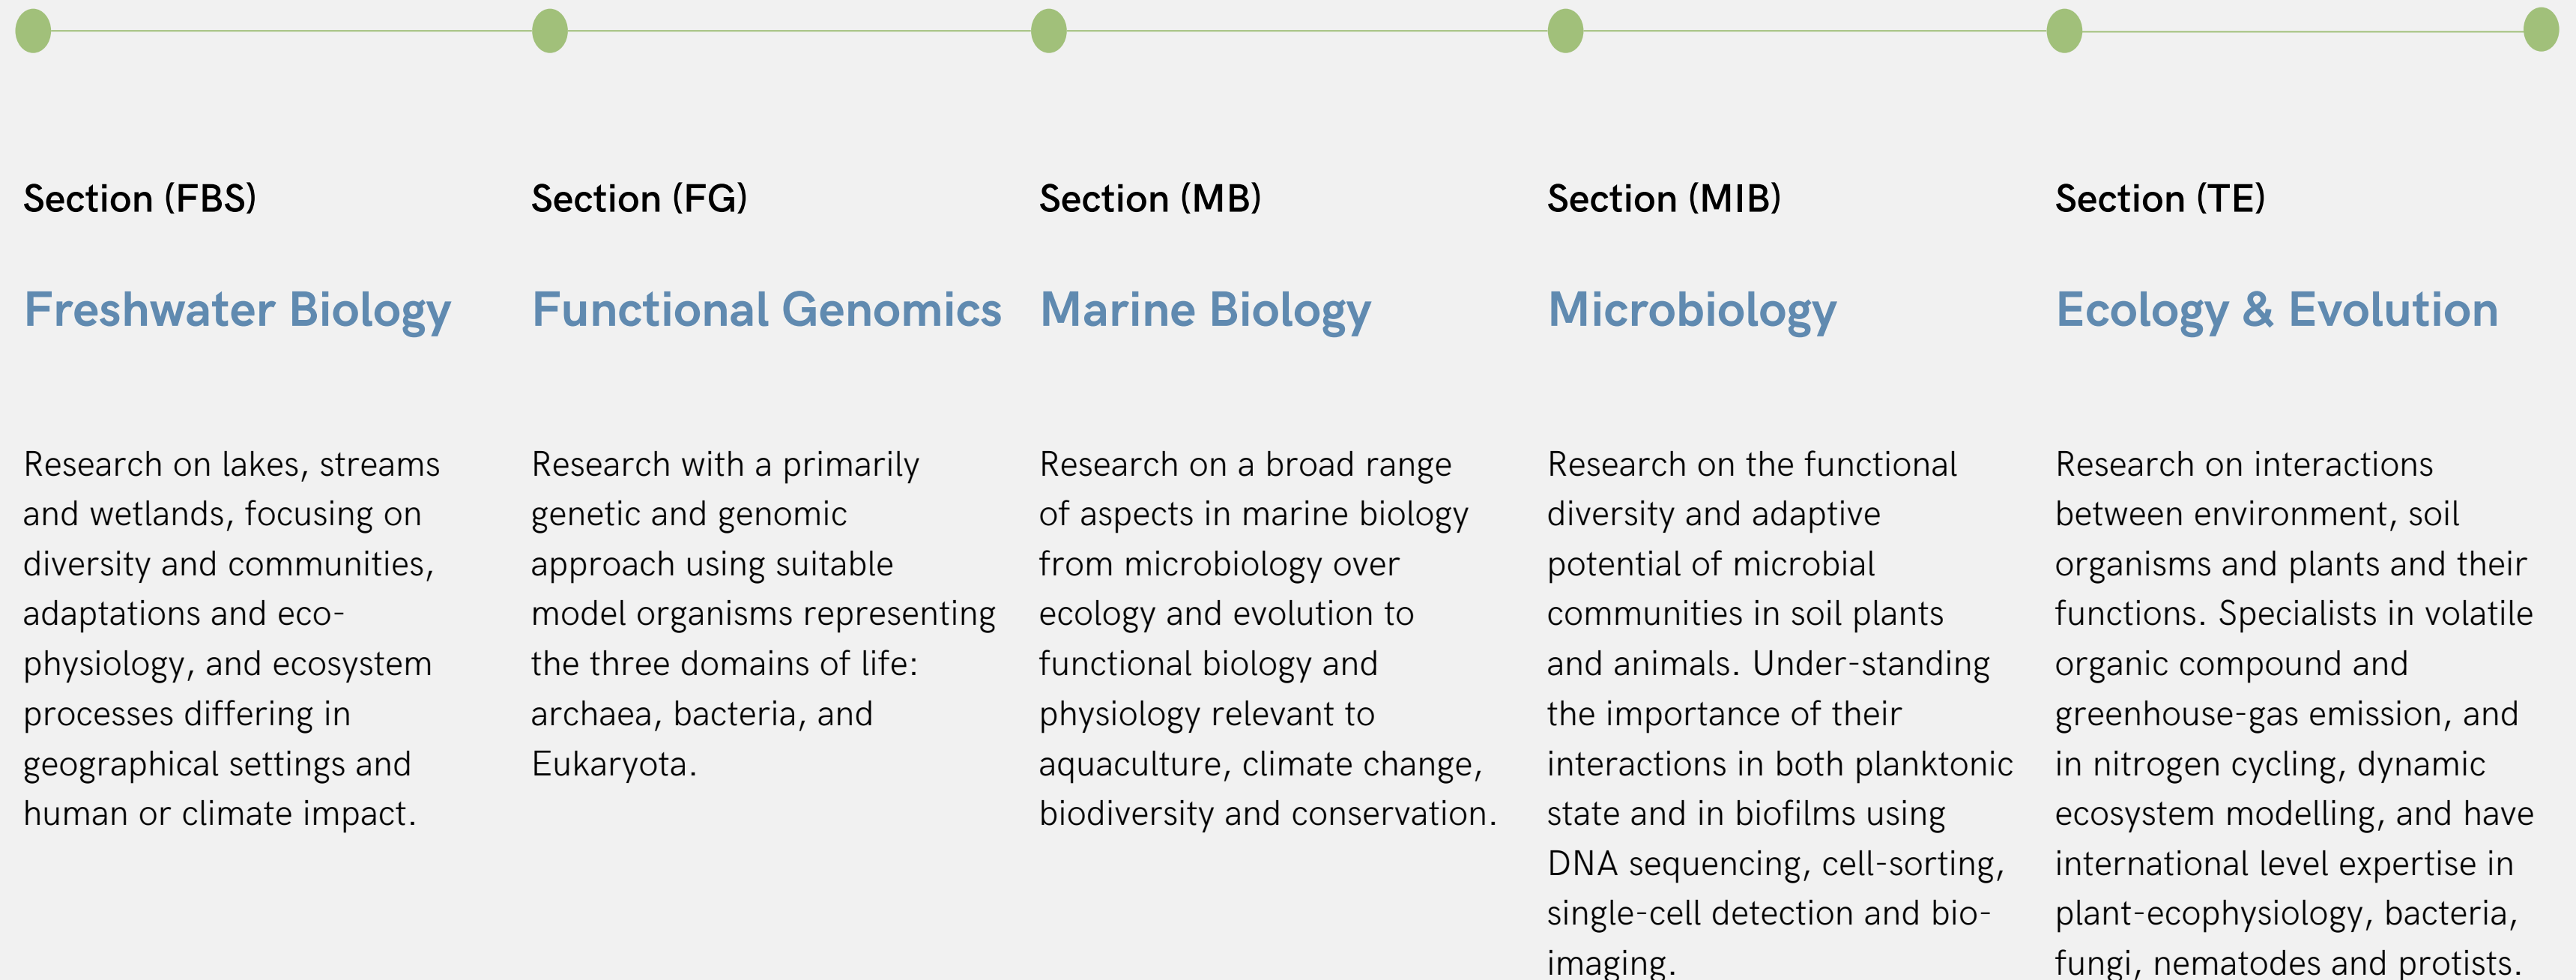 Section (FBS)
Freshwater Biology
Research on lakes, streams
and wetlands, focusing on
diversity and communities,
adaptations and eco-
physiology, and ecosystem
processes differing in
geographical settings and
human or climate impact.
Section (FG)
Functional Genomics
Research with a primarily
genetic and genomic
approach using suitable
model organisms representing
the three domains of life:
archaea, bacteria, and
Eukaryota.
Section (MB)
Marine Biology
Research on a broad range
of aspects in marine biology
from microbiology over
ecology and evolution to
functional biology and
physiology relevant to
aquaculture, climate change,
biodiversity and conservation.
Section (MIB)
Microbiology
Research on the functional
diversity and adaptive
potential of microbial
communities in soil plants
and animals. Under-standing
the importance of their
interactions in both planktonic
state and in biofilms using
DNA sequencing, cell-sorting,
single-cell detection and bio-
imaging.
Section (TE)
Ecology & Evolution
Research on interactions
between environment, soil
organisms and plants and their
functions. Specialists in volatile
organic compound and
greenhouse-gas emission, and
in nitrogen cycling, dynamic
ecosystem modelling, and have
international level expertise in
plant-ecophysiology, bacteria,
fungi, nematodes and protists.